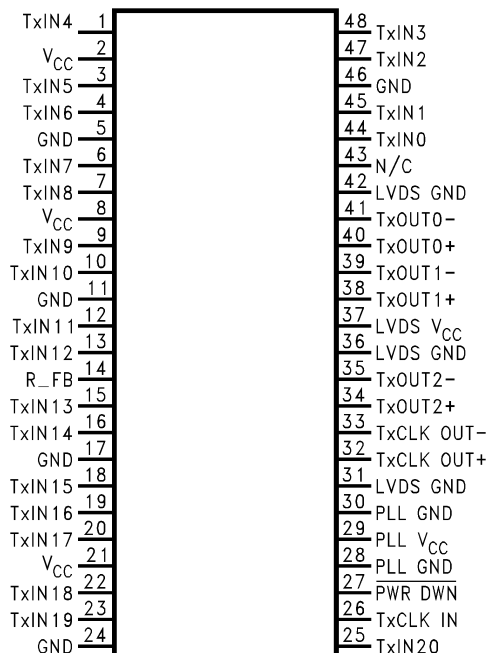 TxIN4 1 48 TxIN3
VCC 2 47 TxIN2
TxIN5 3 46 GND
TxIN6 4 45 TxIN1
GND 5 44 TxIN0
TxIN7 6 43 N/C
TxIN8 7 42 LVDS GND
VCC 8 41 TxOUT0-
TxIN9 9 40 TxOUT0+
TxIN10 10 39 TxOUT1-
GND 11 38 TxOUT1+
TxIN11 12 37 LVDS VCC
TxIN12 13 36 LVDS GND
R_FB 14 35 TxOUT2-
TxIN13 15 34 TxOUT2+
TxIN14 16 33 TxCLK OUT-
GND 17 32 TxCLK OUT+
TxIN15 18 31 LVDS GND
TxIN16 19 30 PLL GND
TxIN17 20 29 PLL VCC
VCC 21 28 PLL GND
TxIN18 22 27 PWR DWN
TxIN19 23 26 TxCLK IN
GND 24 25 TxIN20